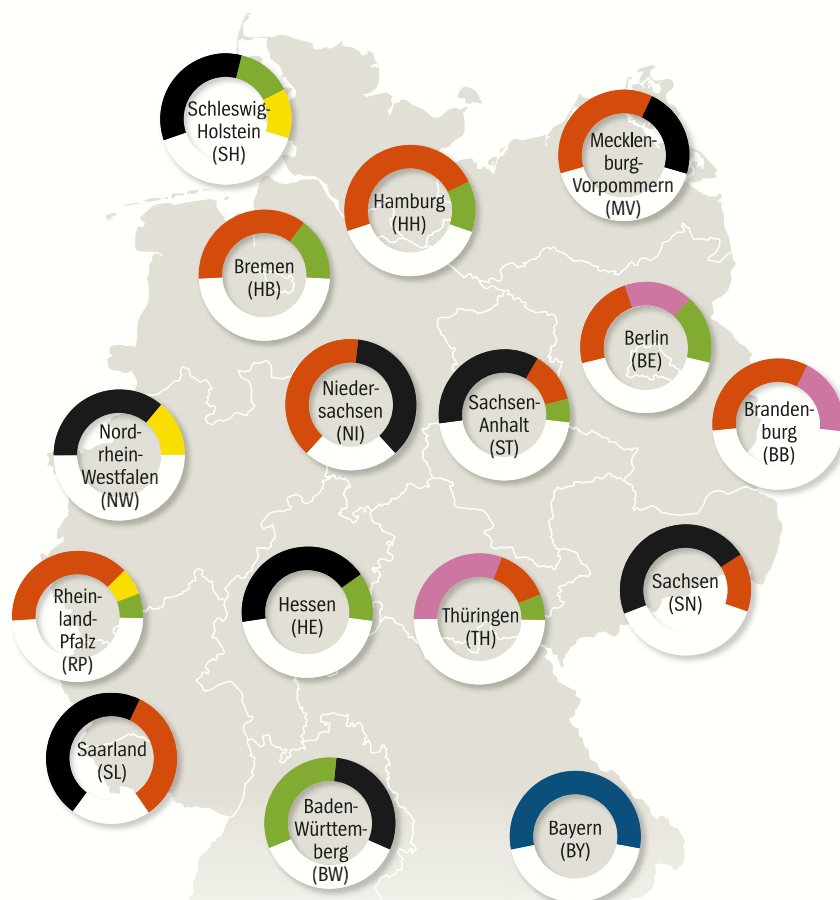 Schleswig-
Holstein
(SH)
Mecklen-
burg-
Vorpommern
(MV)
Hamburg
(HH)
Bremen
(HB)
Berlin
(BE)
Nieder-
sachsen
(NI)
Sachsen-
Anhalt
(ST)
Branden-
burg
(BB)
Nord-
rhein-
Westfalen
(NW)
Rhein-
land-
Pfalz
(RP)
Hessen
(HE)
Thüringen
(TH)
Sachsen
(SN)
Saarland
(SL)
Baden-
Württem-
berg
(BW)
Bayern
(BY)